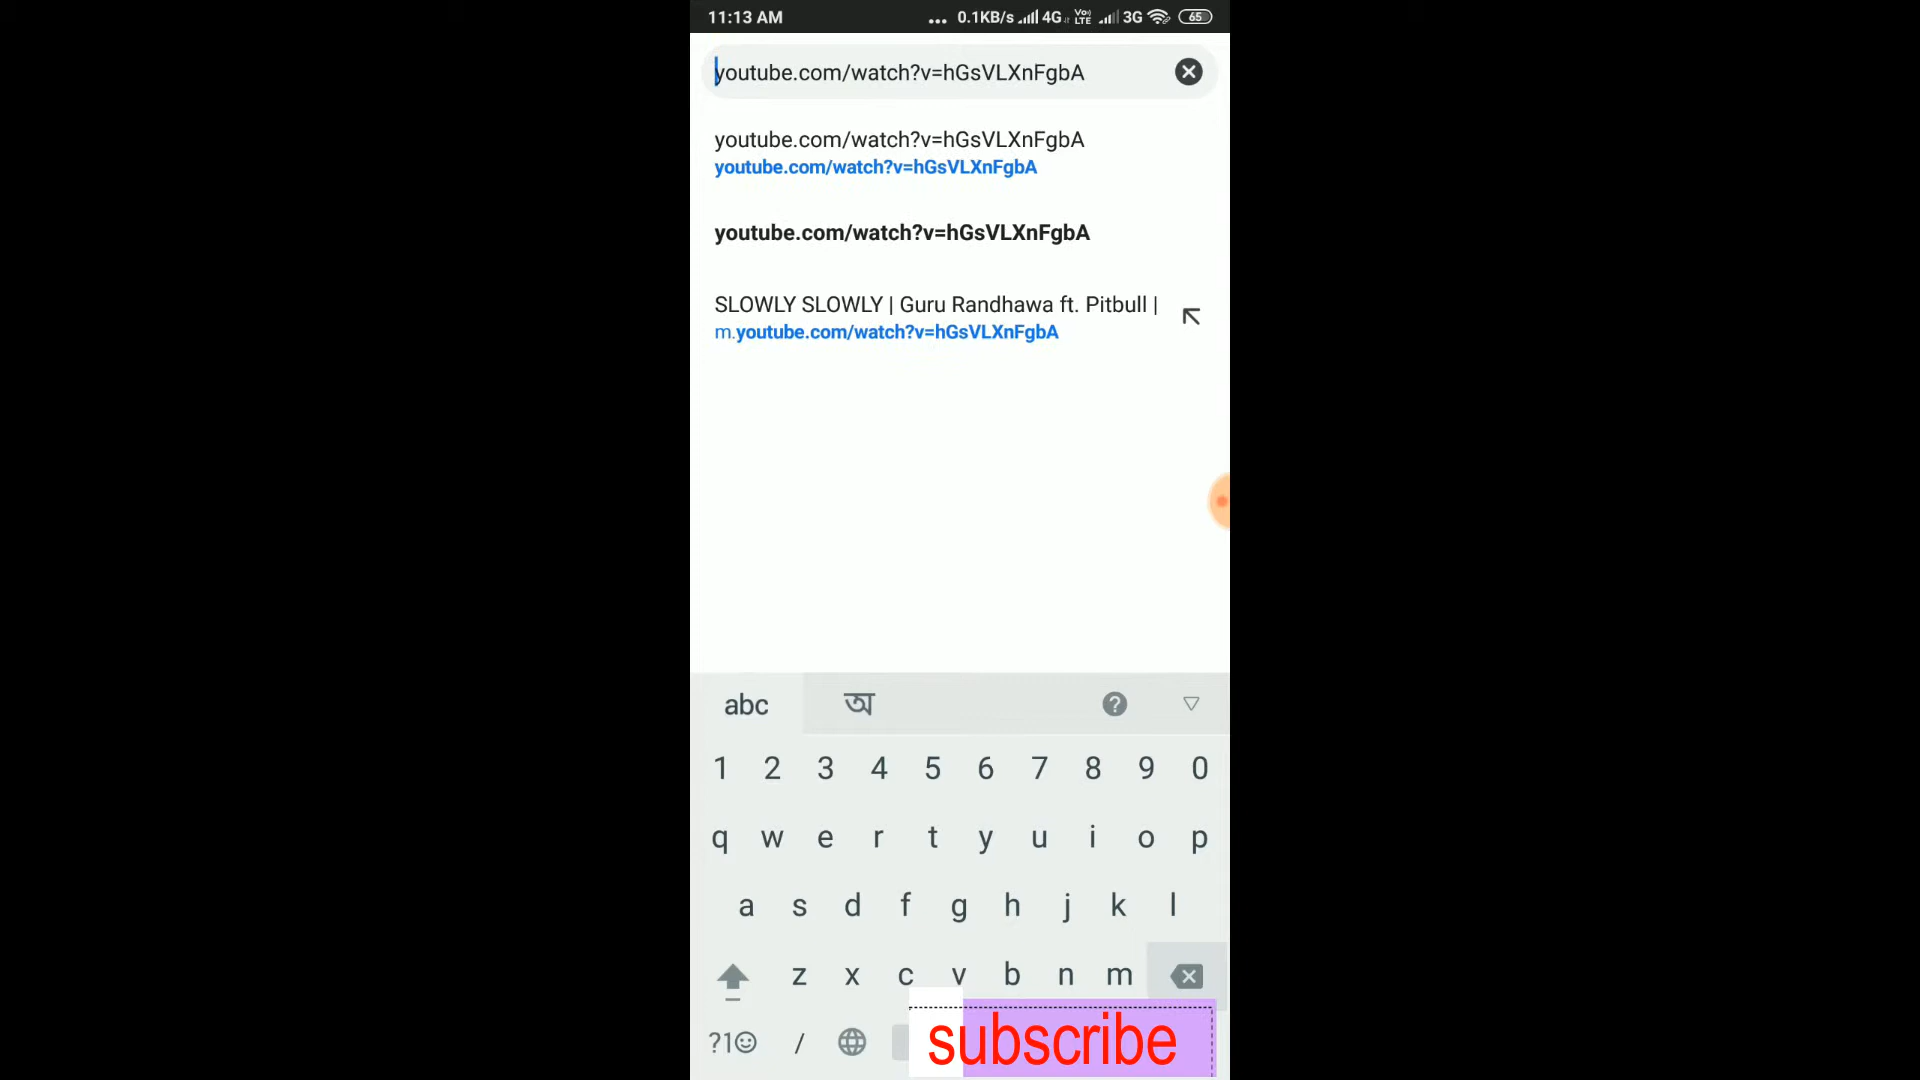 11:13 AM ... 0.1KB/s 4G Vo) LTE 3G 65
youtube.com/watch?v=hGsVLXnFgbA
youtube.com/watch?v=hGsVLXnFgbA
youtube.com/watch?v=hGsVLXnFgbA
youtube.com/watch?v=hGsVLXnFgbA
SLOWLY SLOWLY | Guru Randhawa ft. Pitbull |
m.youtube.com/watch?v=hGsVLXnFgbA
abc অ ?
1 2 3 4 5 6 7 8 9 0
q w e r t y u i o p
a s d f g h j k l
z x c v b n m
?1☺ /
subscribe